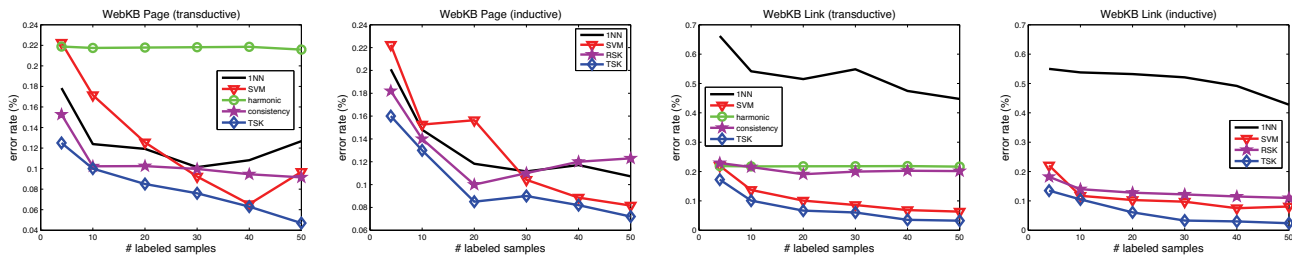 WebKB Page (transductive)
error rate (%)
0.24
0.22
0.2
0.18
0.16
0.14
0.12
0.1
0.08
0.06
0.04
0
10
20
30
40
50
# labeled samples
1NN
SVM
harmonic
consistency
TSK
WebKB Page (inductive)
error rate (%)
0.24
0.22
0.2
0.18
0.16
0.14
0.12
0.1
0.08
0.06
0
10
20
30
40
50
# labeled samples
1NN
SVM
RSK
TSK
WebKB Link (transductive)
error rate (%)
0.7
0.6
0.5
0.4
0.3
0.2
0.1
0
0
10
20
30
40
50
# labeled samples
1NN
SVM
harmonic
consistency
TSK
WebKB Link (inductive)
error rate (%)
0.7
0.6
0.5
0.4
0.3
0.2
0.1
0
0
10
20
30
40
50
# labeled samples
1NN
SVM
RSK
TSK